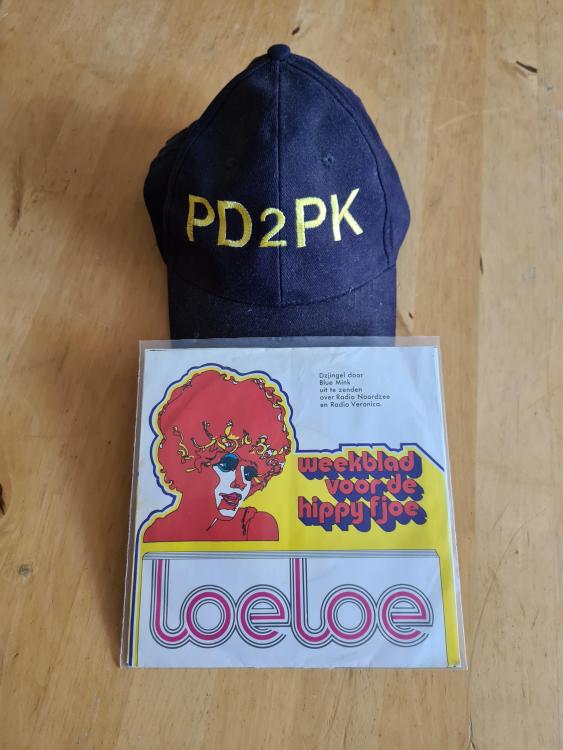 PD2PK
Dzjingel door
Blue Mink
uit te zenden
over Radio Noordzee
en Radio Veronica.
weekblad
voor de
hippy fjoe
loeloe